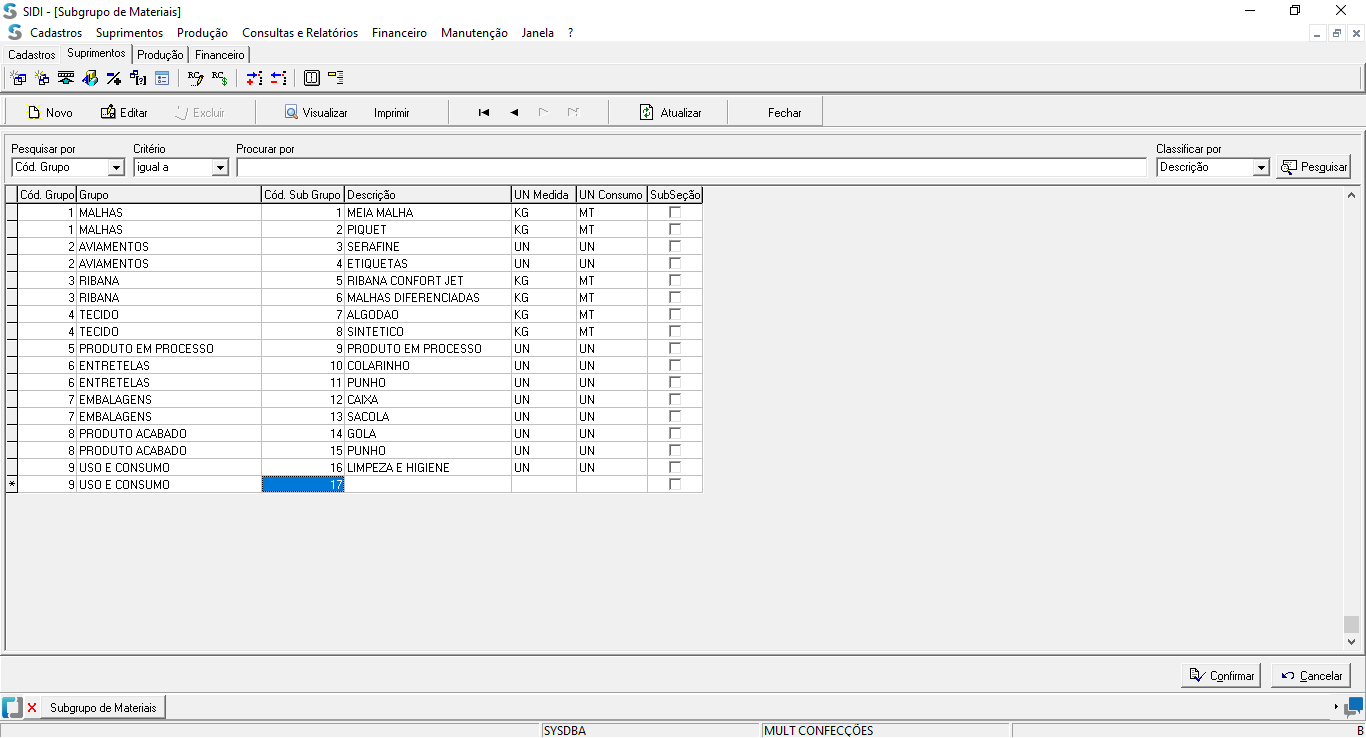 SIDI - [Subgrupo de Materiais]
Cadastros Suprimentos Produção Consultas e Relatórios Financeiro Manutenção Janela ?
Cadastros Suprimentos Produção Financeiro
Novo Editar Excluir Visualizar Imprimir Atualizar Fechar
Pesquisar por Critério Procurar por Classificar por
Cód. Grupo igual a Descrição Pesquisar
Cód. Grupo Grupo Cód. Sub Grupo Descrição UN Medida UN Consumo SubSeção
1 MALHAS 1 MEIA MALHA KG MT
1 MALHAS 2 PIQUET KG MT
2 AVIAMENTOS 3 SERAFINE UN UN
2 AVIAMENTOS 4 ETIQUETAS UN UN
3 RIBANA 5 RIBANA CONFORT JET KG MT
3 RIBANA 6 MALHAS DIFERENCIADAS KG MT
4 TECIDO 7 ALGODAO KG MT
4 TECIDO 8 SINTETICO KG MT
5 PRODUTO EM PROCESSO 9 PRODUTO EM PROCESSO UN UN
6 ENTRETELAS 10 COLARINHO UN UN
6 ENTRETELAS 11 PUNHO UN UN
7 EMBALAGENS 12 CAIXA UN UN
7 EMBALAGENS 13 SACOLA UN UN
8 PRODUTO ACABADO 14 GOLA UN UN
8 PRODUTO ACABADO 15 PUNHO UN UN
9 USO E CONSUMO 16 LIMPEZA E HIGIENE UN UN
* 9 USO E CONSUMO 17
Confirmar Cancelar
Subgrupo de Materiais
SYSDBA MULT CONFECÇÕES B